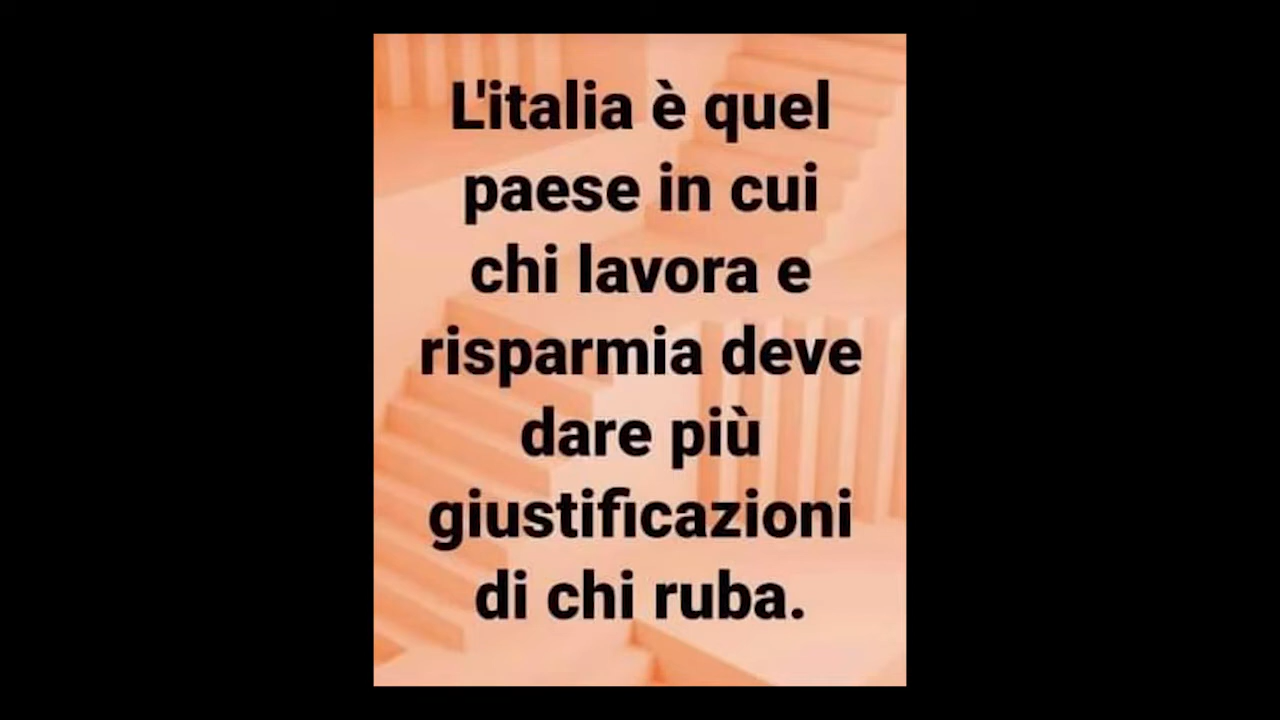 L'italia è quel
paese in cui
chi lavora e
risparmia deve
dare più
giustificazioni
di chi ruba.